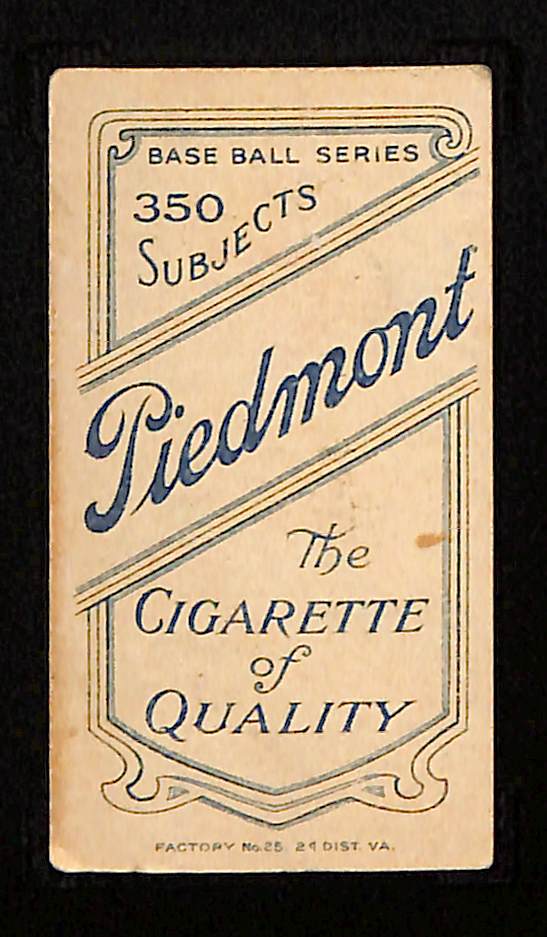 BASE BALL SERIES
350
SUBJECTS
Piedmont
The
CIGARETTE
of
QUALITY
FACTORY No.25 2d DIST. VA.